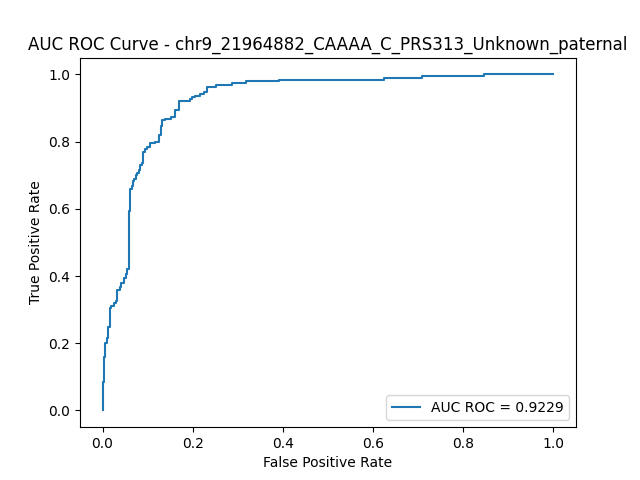 AUC ROC Curve - chr9_21964882_CAAAA_C_PRS313_Unknown_paternal
1.0
0.8
0.6
0.4
0.2
0.0
True Positive Rate
AUC ROC = 0.9229
0.0 0.2 0.4 0.6 0.8 1.0
False Positive Rate